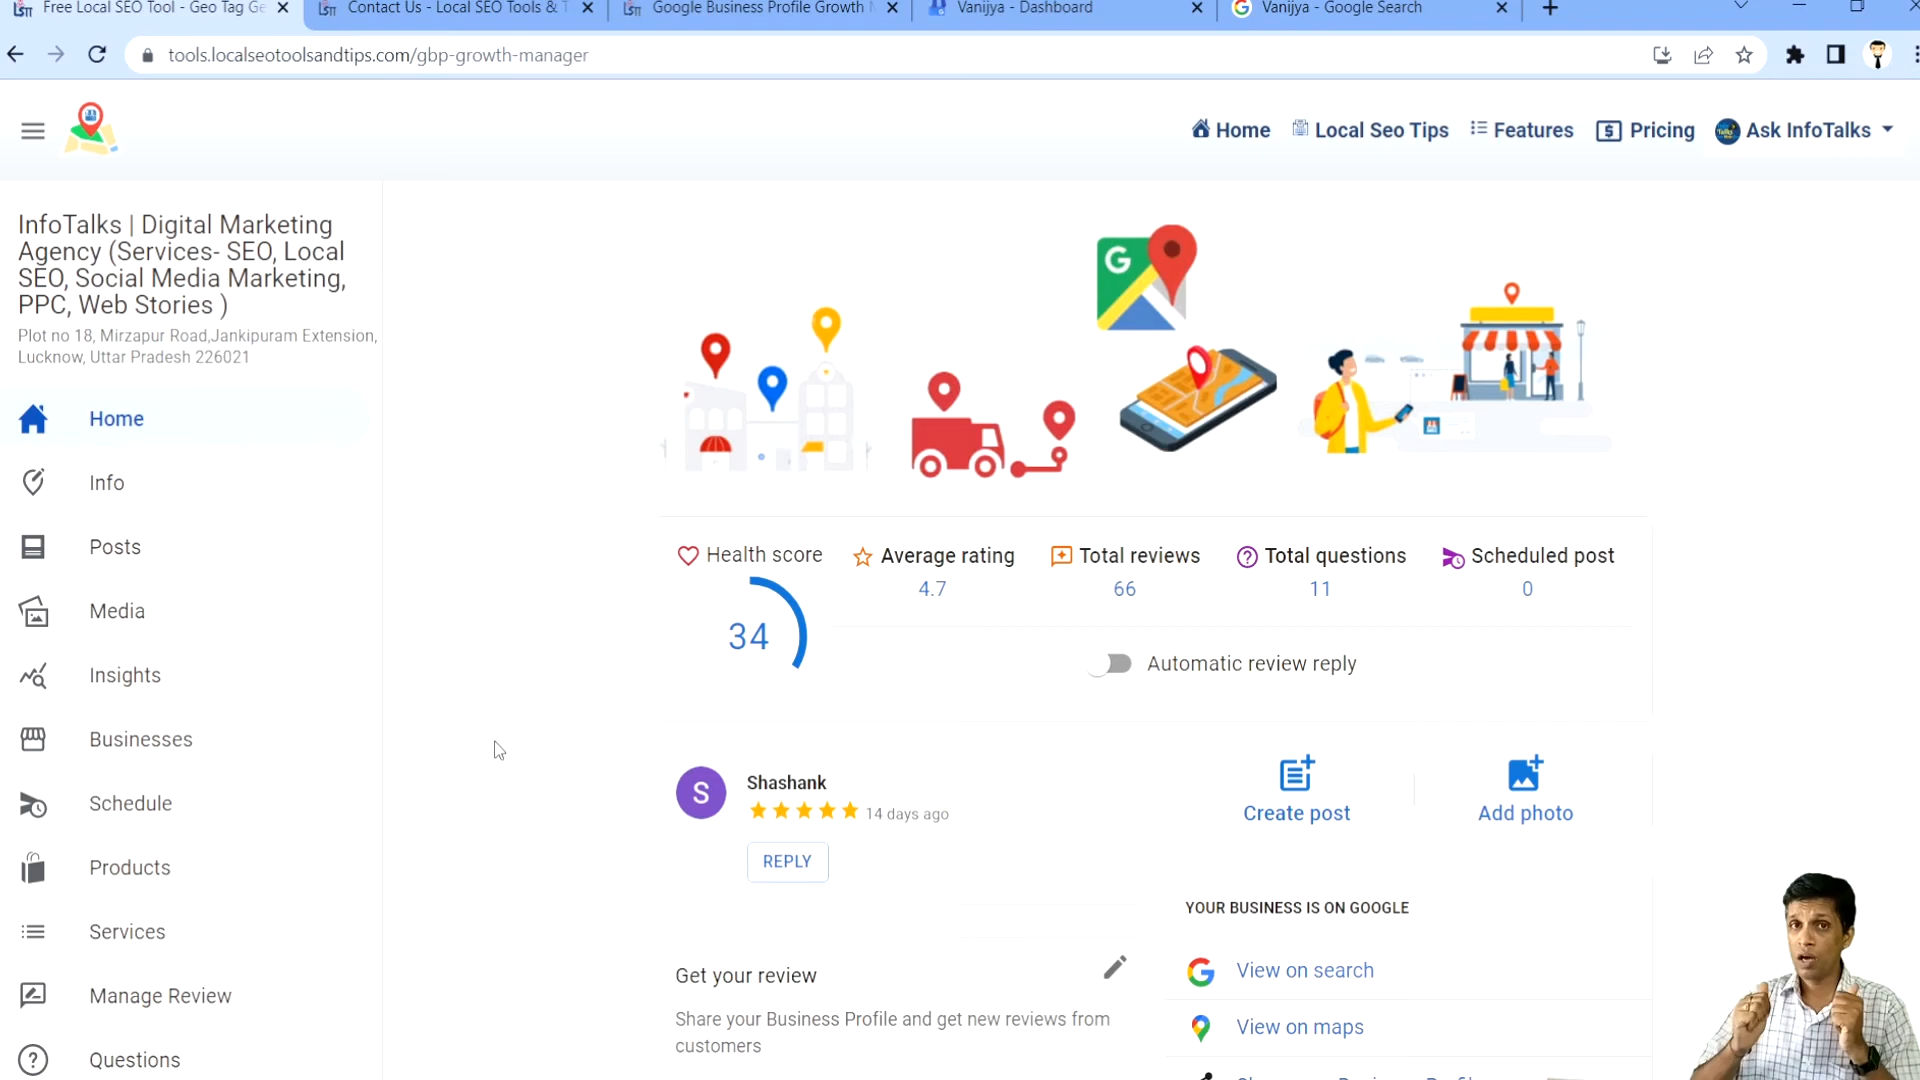 Free Local SEO Tool - Geo Tag Ge
Contact Us - Local SEO Tools & T
Google Business Profile Growth
Vanijya - Dashboard
Vanijya - Google Search
tools.localseotoolsandtips.com/gbp-growth-manager
Home
Local Seo Tips
Features
Pricing
Ask InfoTalks
InfoTalks | Digital Marketing
Agency (Services- SEO, Local
SEO, Social Media Marketing,
PPC, Web Stories )
Plot no 18, Mirzapur Road,Jankipuram Extension,
Lucknow, Uttar Pradesh 226021
Home
Info
Posts
Media
Insights
Businesses
Schedule
Products
Services
Manage Review
Questions
G
Health score
34
Average rating
4.7
Total reviews
66
Total questions
11
Scheduled post
0
Automatic review reply
S
Shashank
14 days ago
REPLY
Create post
Add photo
Get your review
Share your Business Profile and get new reviews from
customers
YOUR BUSINESS IS ON GOOGLE
View on search
View on maps